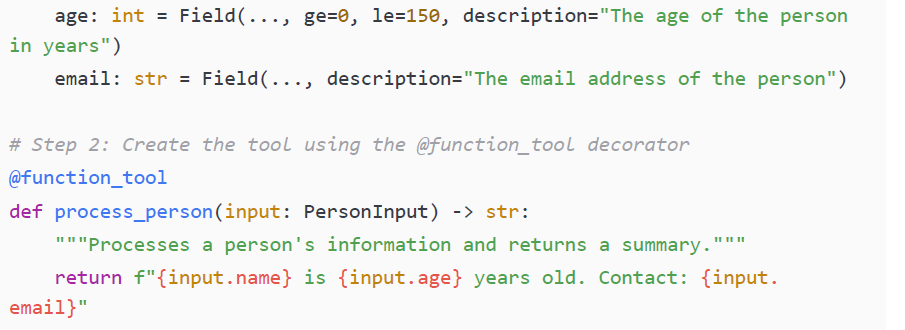 age: int = Field(..., ge=0, le=150, description="The age of the person
in years")
email: str = Field(..., description="The email address of the person")
# Step 2: Create the tool using the @function_tool decorator
@function_tool
def process_person(input: PersonInput) -> str:
"""Processes a person's information and returns a summary."""
return f"{input.name} is {input.age} years old. Contact: {input.
email}"